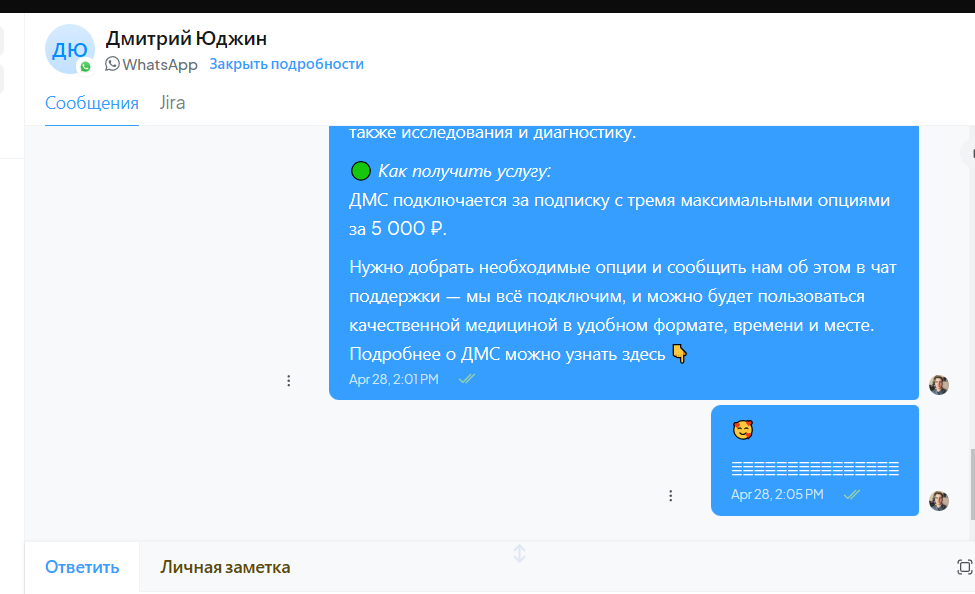 ДЮ
Дмитрий Юджин
WhatsApp Закрыть подробности
Сообщения Jira
также исследования и диагностику.
🟢 Как получить услугу:
ДМС подключается за подписку с тремя максимальными опциями
за 5 000 ₽.
Нужно добрать необходимые опции и сообщить нам об этом в чат
поддержки — мы всё подключим, и можно будет пользоваться
качественной медициной в удобном формате, времени и месте.
Подробнее о ДМС можно узнать здесь 👇
Apr 28, 2:01 PM
🥰
☰☰☰☰☰☰☰☰☰☰☰☰☰☰☰
Apr 28, 2:05 PM
Ответить Личная заметка